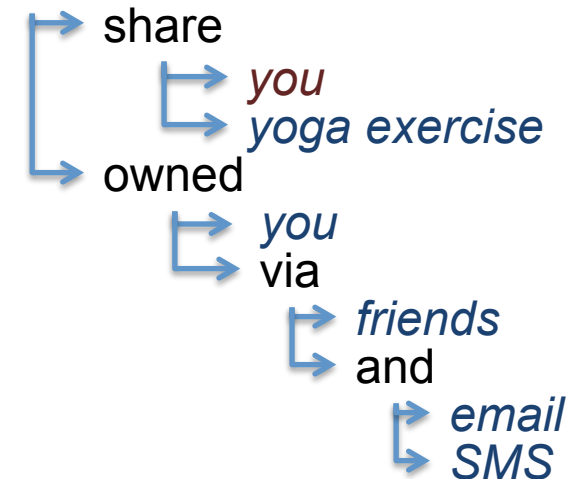 share
you
yoga exercise
owned
you
via
friends
and
email
SMS